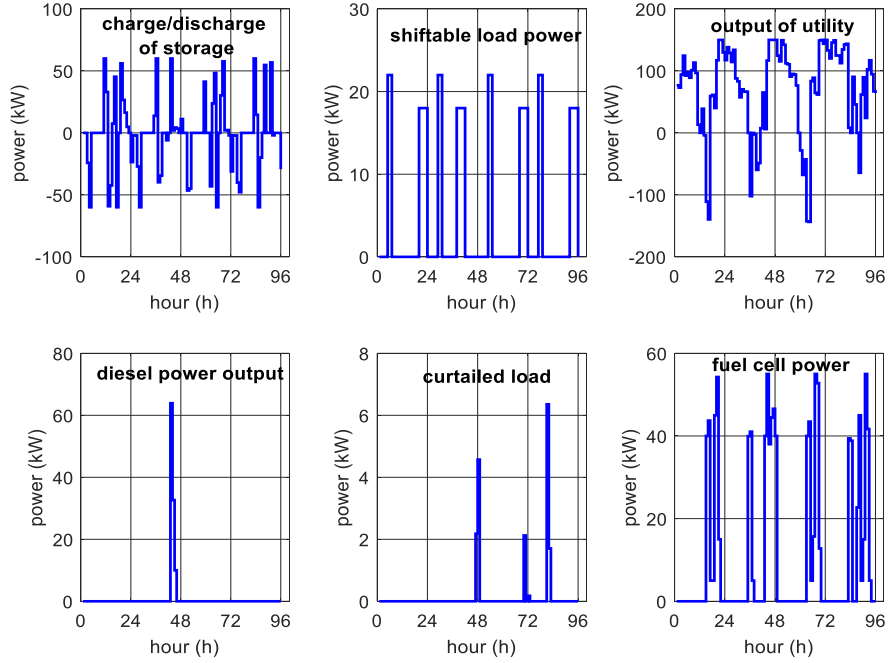 charge/discharge
of storage
power (kW)
100
50
0
-50
-100
0 24 48 72 96
hour (h)
shiftable load power
power (kW)
30
20
10
0
0 24 48 72 96
hour (h)
output of utility
power (kW)
200
100
0
-100
-200
0 24 48 72 96
hour (h)
diesel power output
power (kW)
80
60
40
20
0
0 24 48 72 96
hour (h)
curtailed load
power (kW)
8
6
4
2
0
0 24 48 72 96
hour (h)
fuel cell power
power (kW)
60
40
20
0
0 24 48 72 96
hour (h)